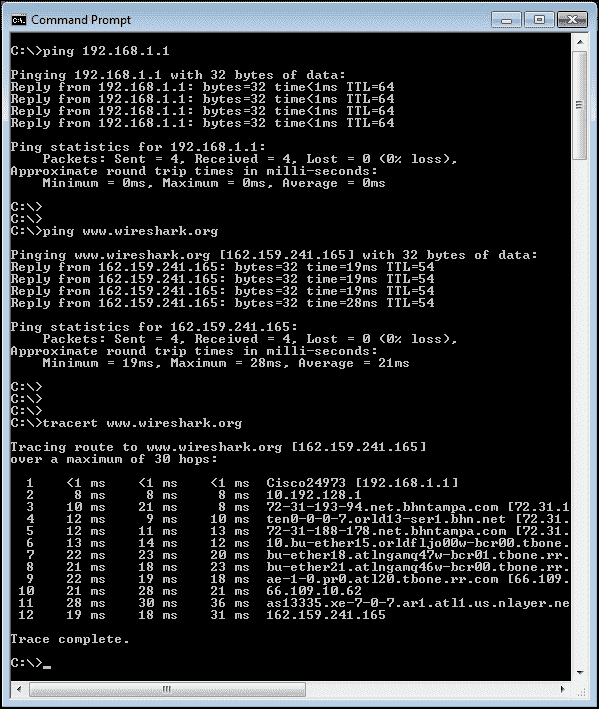 Command Prompt
C:\>ping 192.168.1.1
Pinging 192.168.1.1 with 32 bytes of data:
Reply from 192.168.1.1: bytes=32 time<1ms TTL=64
Reply from 192.168.1.1: bytes=32 time<1ms TTL=64
Reply from 192.168.1.1: bytes=32 time<1ms TTL=64
Reply from 192.168.1.1: bytes=32 time<1ms TTL=64
Ping statistics for 192.168.1.1:
Packets: Sent = 4, Received = 4, Lost = 0 (0% loss),
Approximate round trip times in milli-seconds:
Minimum = 0ms, Maximum = 0ms, Average = 0ms
C:\>
C:\>
C:\>ping www.wireshark.org
Pinging www.wireshark.org [162.159.241.165] with 32 bytes of data:
Reply from 162.159.241.165: bytes=32 time=19ms TTL=54
Reply from 162.159.241.165: bytes=32 time=19ms TTL=54
Reply from 162.159.241.165: bytes=32 time=19ms TTL=54
Reply from 162.159.241.165: bytes=32 time=28ms TTL=54
Ping statistics for 162.159.241.165:
Packets: Sent = 4, Received = 4, Lost = 0 (0% loss),
Approximate round trip times in milli-seconds:
Minimum = 19ms, Maximum = 28ms, Average = 21ms
C:\>
C:\>
C:\>
C:\>tracert www.wireshark.org
Tracing route to www.wireshark.org [162.159.241.165]
over a maximum of 30 hops:
1 <1 ms <1 ms <1 ms Cisco24973 [192.168.1.1]
2 8 ms 8 ms 8 ms 10.192.128.1
3 10 ms 21 ms 8 ms 72-31-193-94.net.bhntampa.com [72.31.1
4 12 ms 9 ms 10 ms ten0-0-0-7.orld13-ser1.bhn.net [72.31.
5 12 ms 11 ms 13 ms 72-31-188-178.net.bhntampa.com [72.31.
6 13 ms 14 ms 12 ms 10.bu-ether15.orldfljo00w-bcr00.tbone.
7 22 ms 23 ms 20 ms bu-ether18.atlngamq47w-bcr01.tbone.rr.
8 21 ms 18 ms 23 ms bu-ether21.atlngamq46w-bcr00.tbone.rr.
9 22 ms 19 ms 18 ms ae-1-0.pr0.atl20.tbone.rr.com [66.109.
10 21 ms 28 ms 21 ms 66.109.10.62
11 28 ms 30 ms 36 ms as13335.xe-7-0-7.ar1.atl1.us.nlayer.ne
12 19 ms 18 ms 31 ms 162.159.241.165
Trace complete.
C:\>_